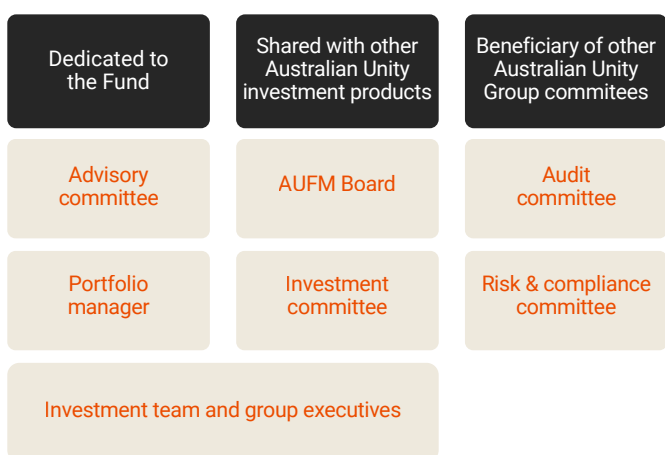 Dedicated to
the Fund
Shared with other
Australian Unity
investment products
Beneficiary of other
Australian Unity
Group commitees
Advisory
committee
AUFM Board
Audit
committee
Portfolio
manager
Investment
committee
Risk & compliance
committee
Investment team and group executives